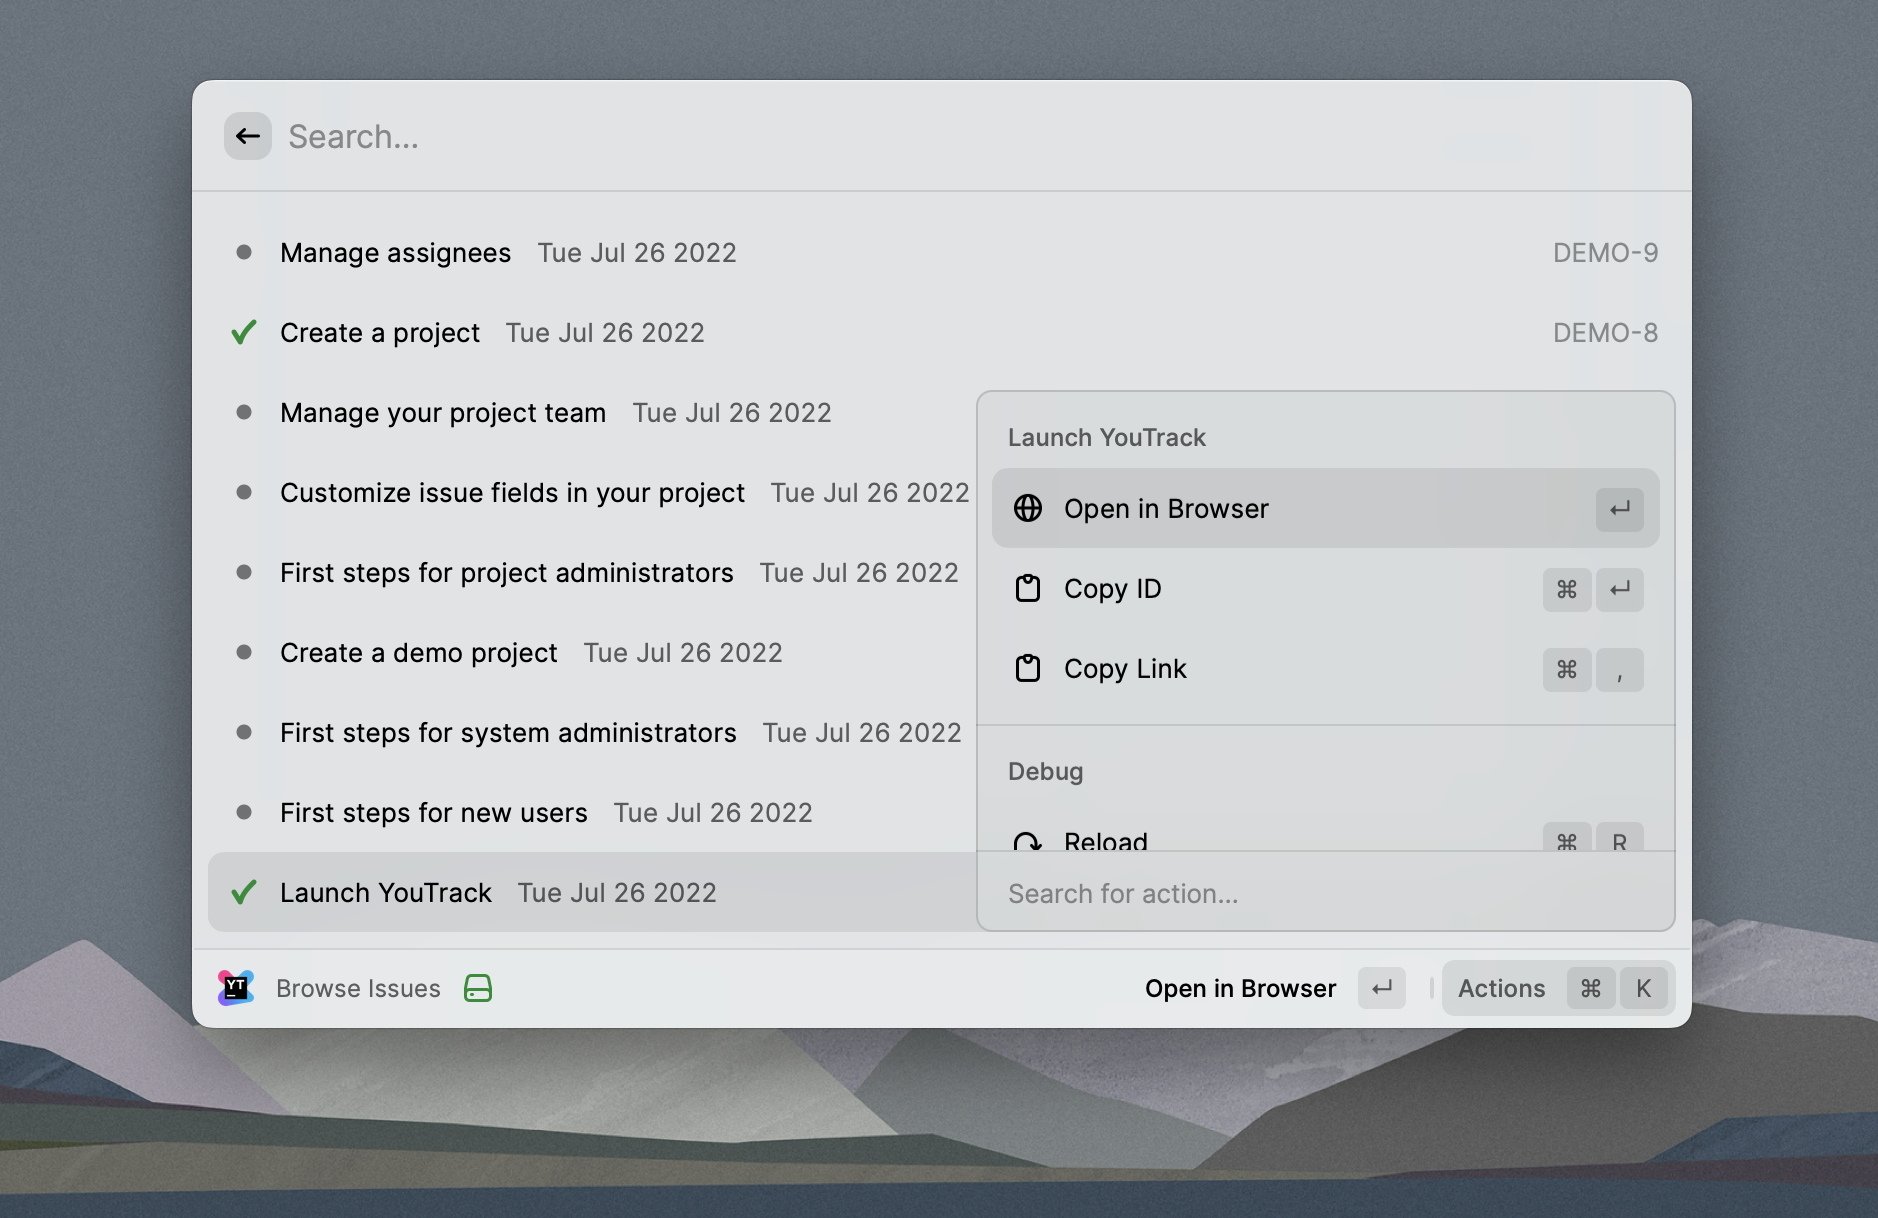 Search...
Manage assignees Tue Jul 26 2022 DEMO-9
Create a project Tue Jul 26 2022 DEMO-8
Manage your project team Tue Jul 26 2022
Customize issue fields in your project Tue Jul 26 2022
First steps for project administrators Tue Jul 26 2022
Create a demo project Tue Jul 26 2022
First steps for system administrators Tue Jul 26 2022
First steps for new users Tue Jul 26 2022
Launch YouTrack Tue Jul 26 2022
Launch YouTrack
Open in Browser ↵
Copy ID ⌘ ↵
Copy Link ⌘ ,
Debug
Reload ⌘ R
Search for action...
YT Browse Issues Open in Browser ↵ Actions ⌘ K